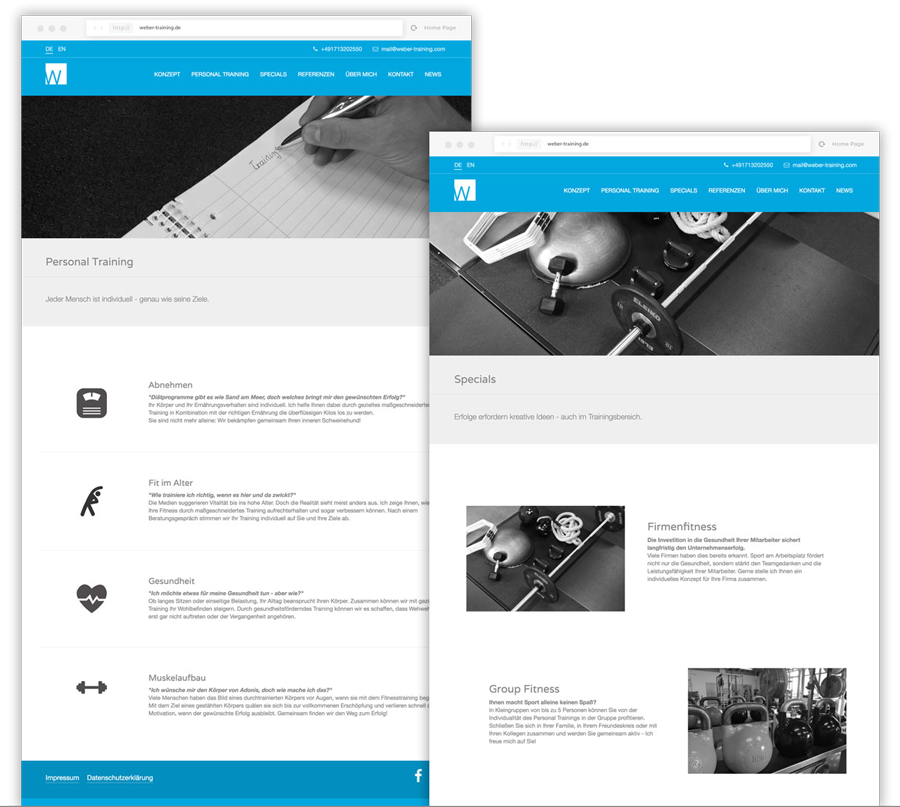 http:// weber-training.de Home Page
DE EN +491713202550 mail@weber-training.com
W
KONZEPT PERSONAL TRAINING SPECIALS REFERENZEN ÜBER MICH KONTAKT NEWS
Training
Personal Training
Jeder Mensch ist individuell - genau wie seine Ziele.
Abnehmen
"Diätprogramme gibt es wie Sand am Meer, doch welches bringt mir den gewünschten Erfolg?"
Ihr Körper und Ihr Ernährungsverhalten sind individuell. Ich helfe Ihnen dabei durch gezieltes maßgeschneiderte
Training in Kombination mit der richtigen Ernährung die überflüssigen Kilos los zu werden.
Sie sind nicht mehr alleine: Wir bekämpfen gemeinsam Ihren inneren Schweinehund!
Fit im Alter
"Wie trainiere ich richtig, wenn es hier und da zwickt?"
Die Medien suggerieren Vitalität bis ins hohe Alter. Doch die Realität sieht meist anders aus. Ich zeige Ihnen, wie
Ihre Fitness durch maßgeschneidertes Training aufrechterhalten und sogar verbessern können. Nach einem
Beratungsgespräch stimmen wir Ihr Training individuell auf Sie und Ihre Ziele ab.
Gesundheit
"Ich möchte etwas für meine Gesundheit tun - aber wie?"
Ob langes Sitzen oder einseitige Belastung, Ihr Alltag beansprucht Ihren Körper. Zusammen können wir mit gezi
Training Ihr Wohlbefinden steigern. Durch gesundheitsförderndes Training können wir es schaffen, dass Wehweh
erst gar nicht auftreten oder der Vergangenheit angehören.
Muskelaufbau
"Ich wünsche mir den Körper von Adonis, doch wie mache ich das?"
Viele Menschen haben das Bild eines durchtrainierten Körpers vor Augen, wenn sie mit dem Fitnesstraining beg
Mit dem Ziel eines gestählten Körpers quälen sie sich bis zur vollkommenen Erschöpfung und verlieren schnell d
Motivation, wenn der gewünschte Erfolg ausbleibt. Gemeinsam finden wir den Weg zum Erfolg!
Impressum Datenschutzerklärung
http:// weber-training.de Home Page
DE EN +491713202550 mail@weber-training.com
W
KONZEPT PERSONAL TRAINING SPECIALS REFERENZEN ÜBER MICH KONTAKT NEWS
ELEIKO
Specials
Erfolge erfordern kreative Ideen - auch im Trainingsbereich.
Firmenfitness
Die Investition in die Gesundheit Ihrer Mitarbeiter sichert
langfristig den Unternehmenserfolg.
Viele Firmen haben dies bereits erkannt. Sport am Arbeitsplatz fördert
nicht nur die Gesundheit, sondern stärkt den Teamgedanken und die
Leistungsfähigkeit Ihrer Mitarbeiter. Gerne stelle ich Ihnen ein
individuelles Konzept für Ihre Firma zusammen.
Group Fitness
Ihnen macht Sport alleine keinen Spaß?
In Kleingruppen von bis zu 5 Personen können Sie von der
Individualität des Personal Trainings in der Gruppe profitieren.
Schließen Sie sich in Ihrer Familie, in Ihrem Freundeskreis oder mit
Ihren Kollegen zusammen und werden Sie gemeinsam aktiv - Ich
freue mich auf Sie!